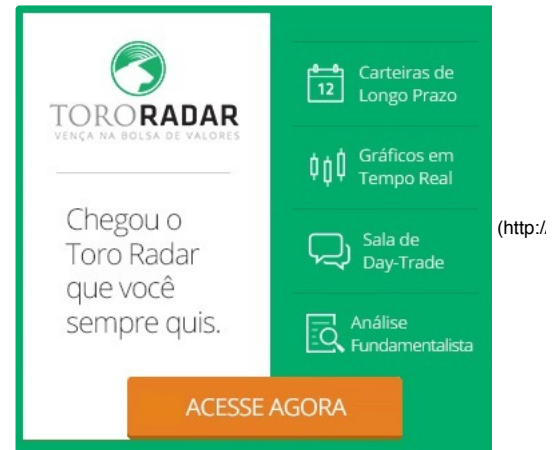 TORORADAR
VENÇA NA BOLSA DE VALORES
Chegou o
Toro Radar
que você
sempre quis.
12
Carteiras de
Longo Prazo
Gráficos em
Tempo Real
Sala de
Day-Trade
Análise
Fundamentalista
ACESSE AGORA
(http:/